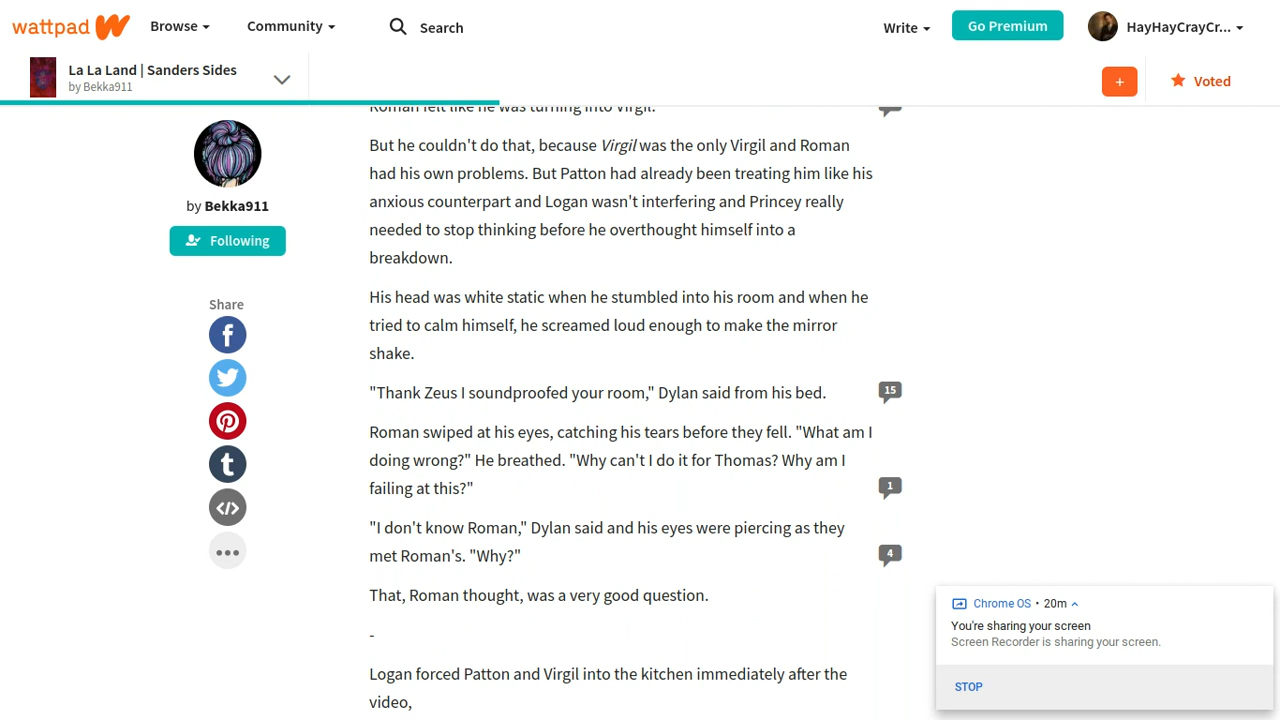 wattpad
Browse
Community
Search
Write
Go Premium
HayHayCrayCr...
La La Land | Sanders Sides
by Bekka911
+
Voted
Roman felt like he was turning into Virgil.
But he couldn't do that, because Virgil was the only Virgil and Roman
had his own problems. But Patton had already been treating him like his
anxious counterpart and Logan wasn't interfering and Princey really
needed to stop thinking before he overthought himself into a
breakdown.
by Bekka911
Following
Share
His head was white static when he stumbled into his room and when he
tried to calm himself, he screamed loud enough to make the mirror
shake.
"Thank Zeus I soundproofed your room," Dylan said from his bed.
15
Roman swiped at his eyes, catching his tears before they fell. "What am I
doing wrong?" He breathed. "Why can't I do it for Thomas? Why am I
failing at this?"
1
"I don't know Roman," Dylan said and his eyes were piercing as they
met Roman's. "Why?"
4
That, Roman thought, was a very good question.
-
Logan forced Patton and Virgil into the kitchen immediately after the
video,
Chrome OS • 20m
You're sharing your screen
Screen Recorder is sharing your screen.
STOP